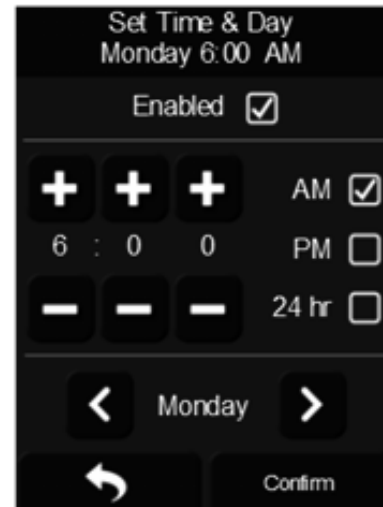 Set Time & Day
Monday 6:00 AM
Enabled
AM
6 : 0 0
PM
24 hr
Monday
Confirm